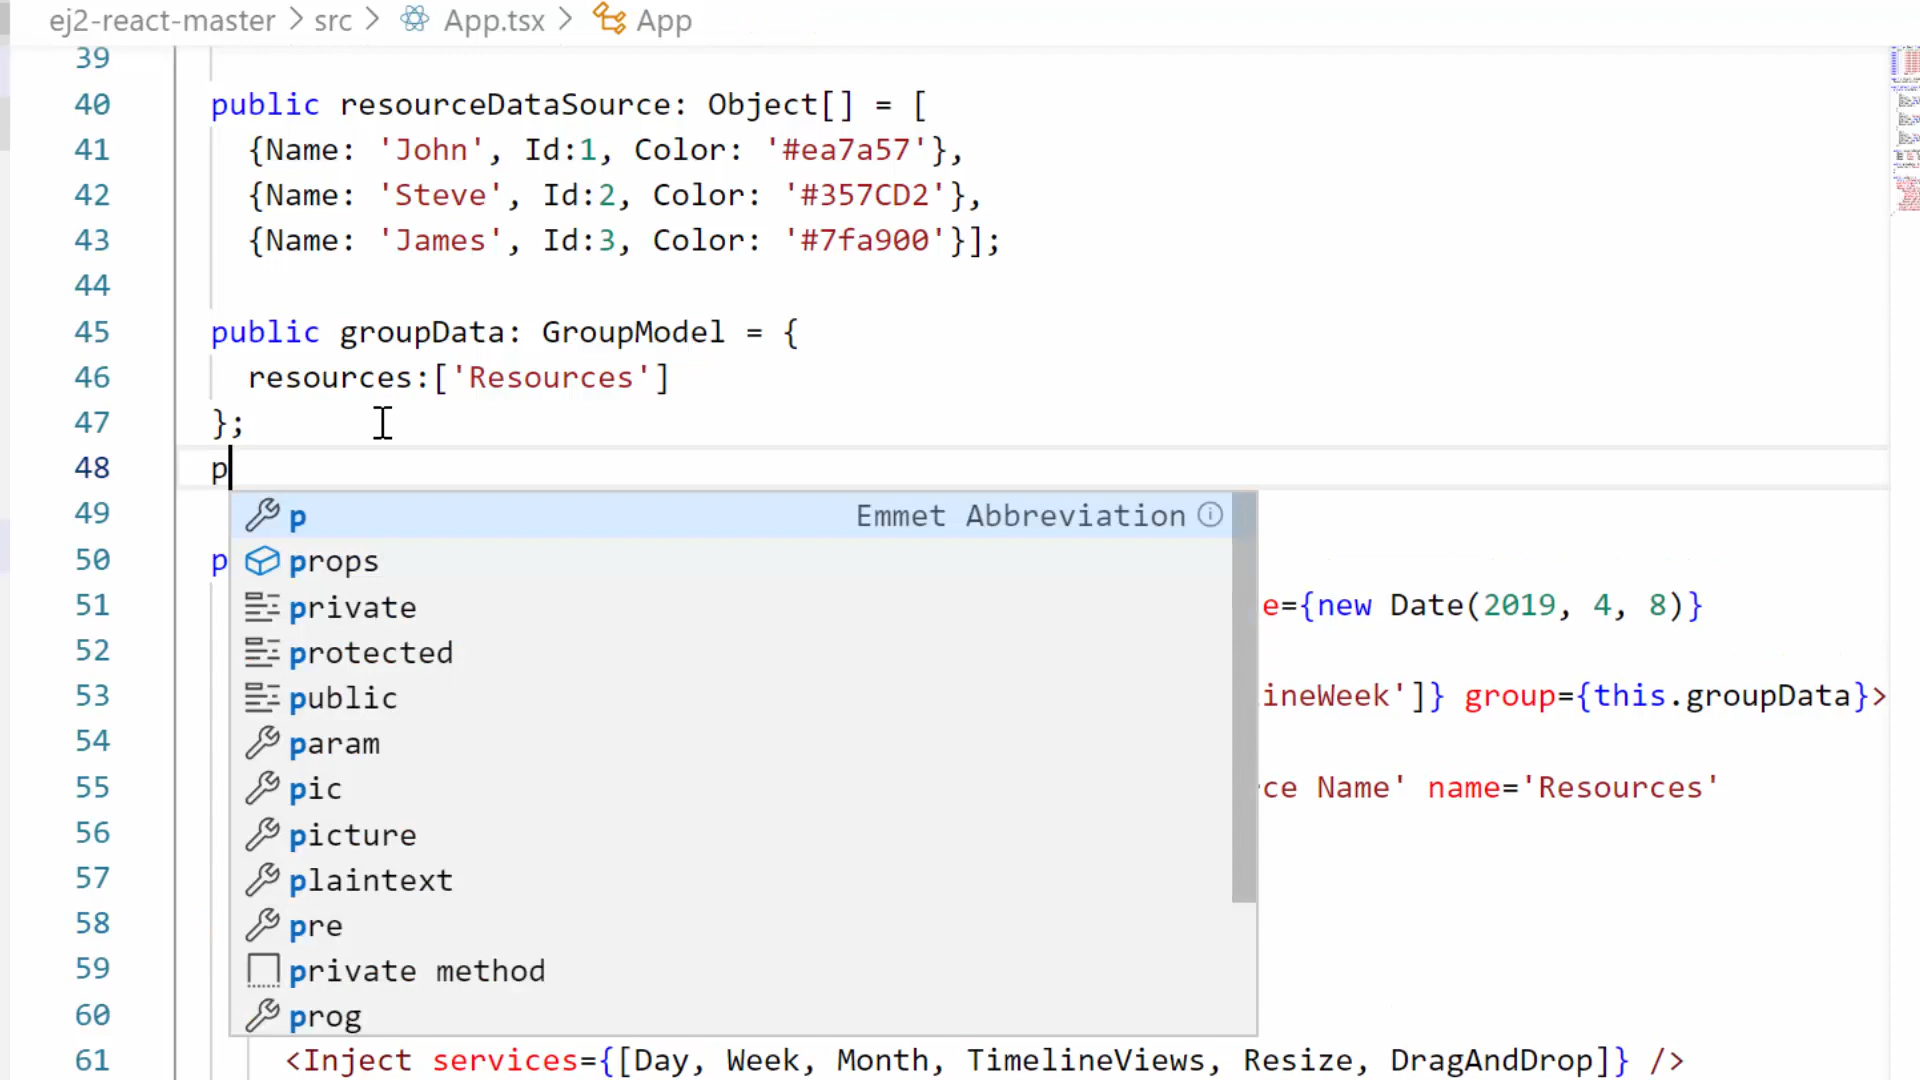 ej2-react-master > src > App.tsx > App
39
40 public resourceDataSource: Object[] = [
41 {Name: 'John', Id:1, Color: '#ea7a57'},
42 {Name: 'Steve', Id:2, Color: '#357CD2'},
43 {Name: 'James', Id:3, Color: '#7fa900'}];
44
45 public groupData: GroupModel = {
46 resources:['Resources']
47 };
48 p
49 p Emmet Abbreviation
50 p props
51 private e={new Date(2019, 4, 8)}
52 protected
53 public ineWeek']} group={this.groupData}>
54 param
55 pic ce Name' name='Resources'
56 picture
57 plaintext
58 pre
59 private method
60 prog
61 <Inject services={[Day, Week, Month, TimelineViews, Resize, DragAndDrop]} />